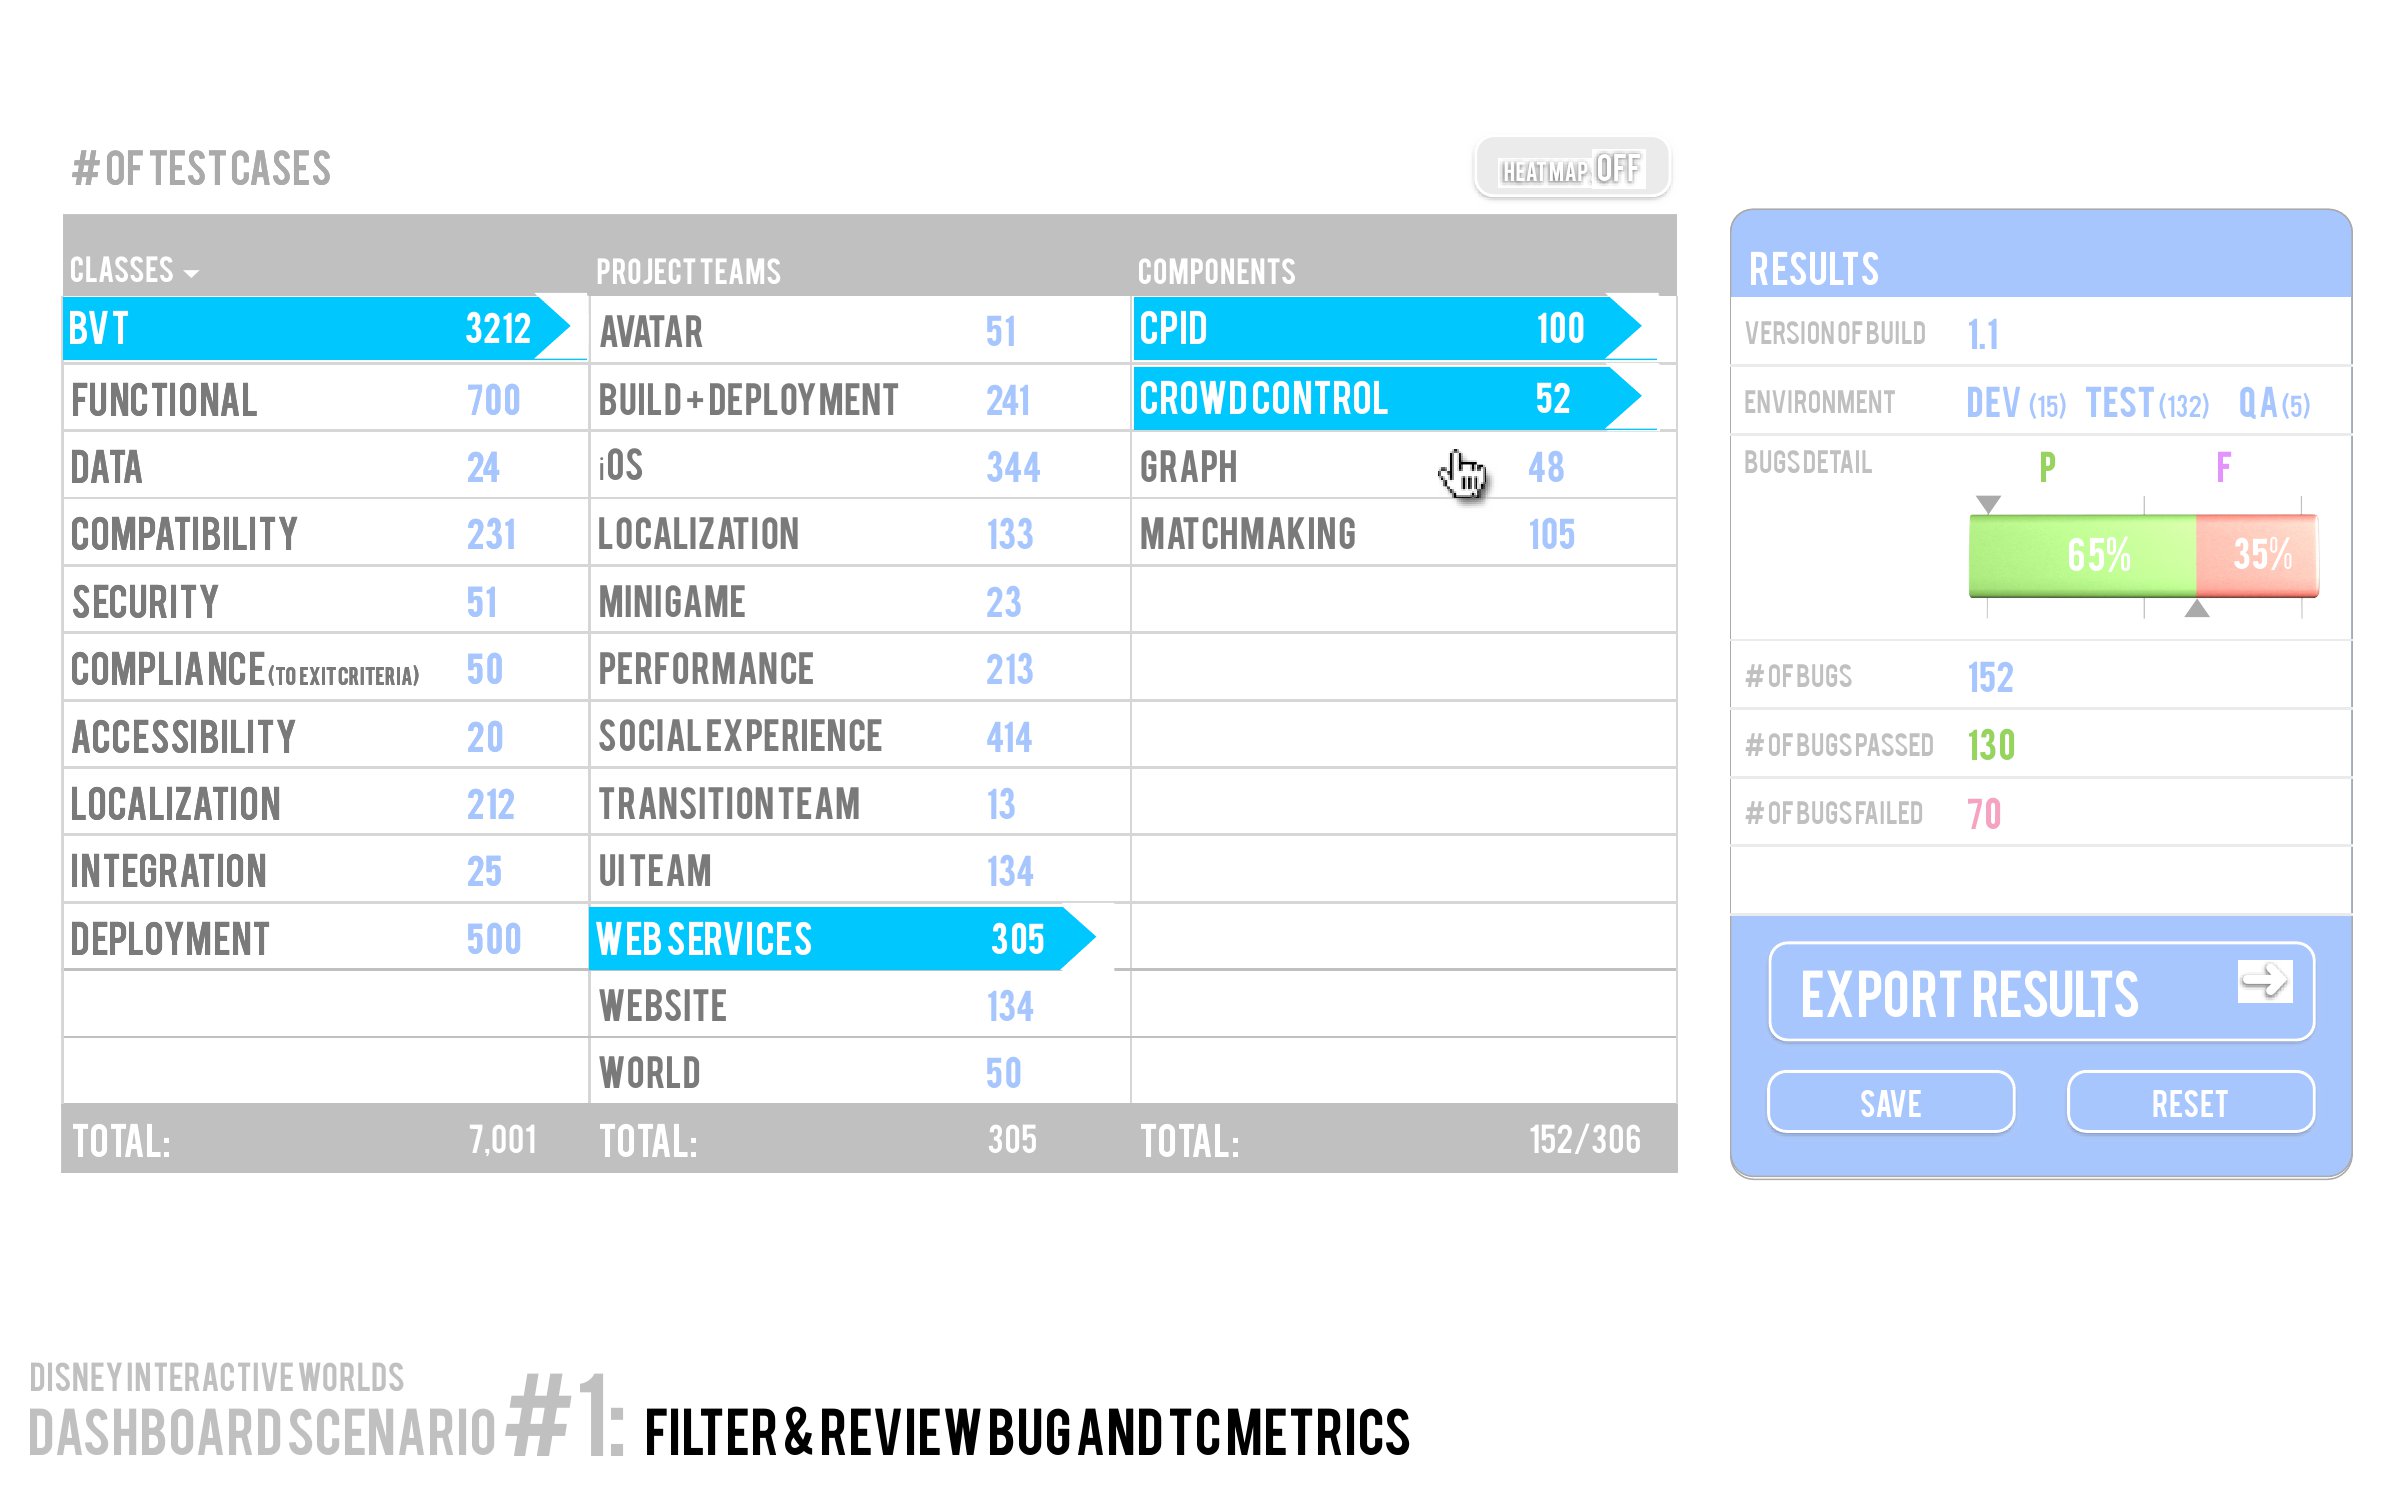 # OF TEST CASES
HEATMAP OFF
CLASSES PROJECT TEAMS COMPONENTS
BVT 3212 AVATAR 51 CPID 100
FUNCTIONAL 700 BUILD + DEPLOYMENT 241 CROWD CONTROL 52
DATA 24 iOS 344 GRAPH 48
COMPATIBILITY 231 LOCALIZATION 133 MATCHMAKING 105
SECURITY 51 MINIGAME 23
COMPLIANCE (TO EXIT CRITERIA) 50 PERFORMANCE 213
ACCESSIBILITY 20 SOCIAL EXPERIENCE 414
LOCALIZATION 212 TRANSITION TEAM 13
INTEGRATION 25 UI TEAM 134
DEPLOYMENT 500 WEB SERVICES 305
WEBSITE 134
WORLD 50
TOTAL: 7,001 TOTAL: 305 TOTAL: 152/306
RESULTS
VERSION OF BUILD 1.1
ENVIRONMENT DEV (15) TEST (132) QA (5)
BUGS DETAIL P F
65% 35%
# OF BUGS 152
# OF BUGS PASSED 130
# OF BUGS FAILED 70
EXPORT RESULTS
SAVE RESET
DISNEY INTERACTIVE WORLDS
DASHBOARD SCENARIO #1: FILTER & REVIEW BUG AND TC METRICS